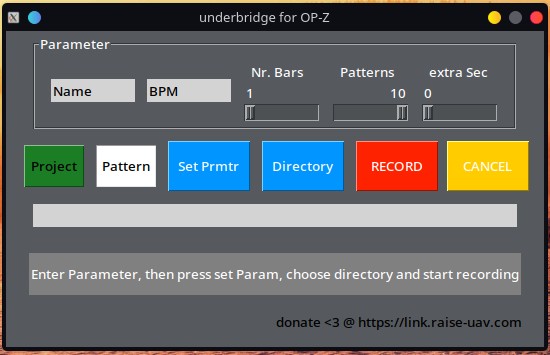 X
underbridge for OP-Z
Parameter
Nr. Bars Patterns extra Sec
Name BPM 1 10 0
Project Pattern Set Prmtr Directory RECORD CANCEL
Enter Parameter, then press set Param, choose directory and start recording
donate <3 @ https://link.raise-uav.com